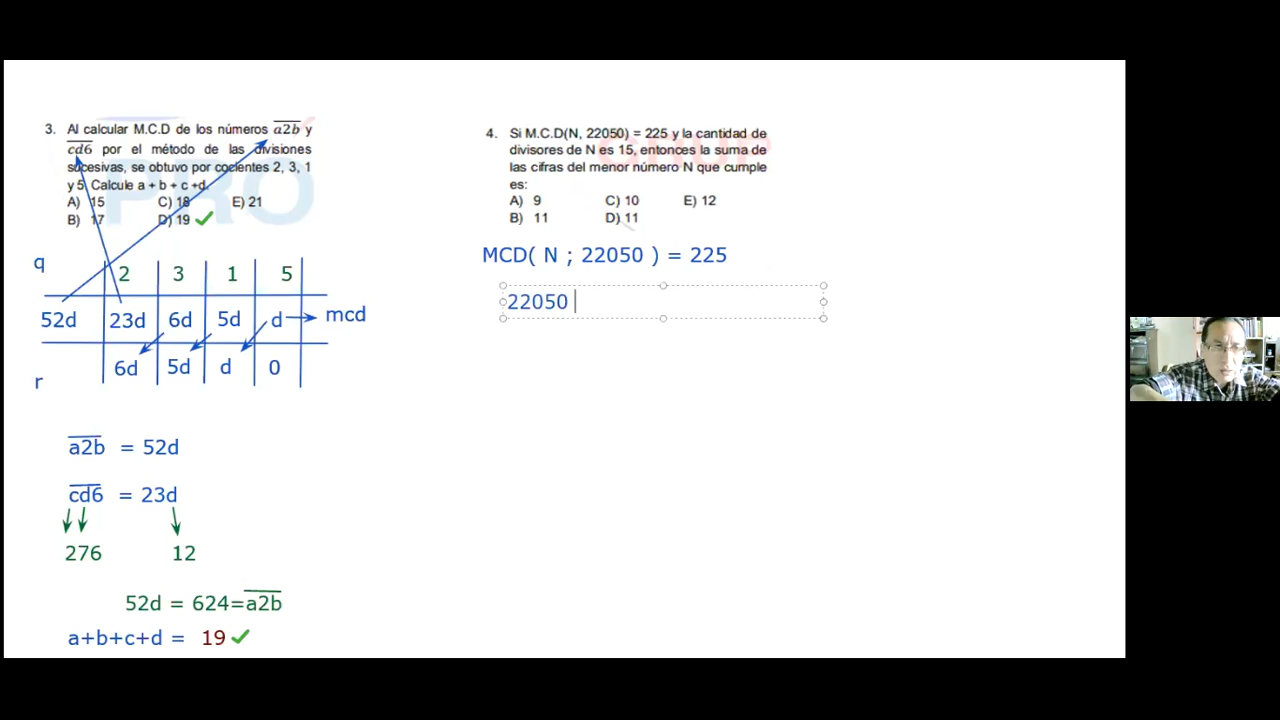 3. Al calcular M.C.D de los números a2b y
cd6 por el método de las divisiones
sucesivas, se obtuvo por cocientes 2, 3, 1
y 5. Calcule a + b + c +d.
A) 15 C) 18 E) 21
B) 17 D) 19
PRO
q 2 3 1 5
52d 23d 6d 5d d mcd
6d 5d d 0
r
a2b = 52d
cd6 = 23d
276 12
52d = 624=a2b
a+b+c+d = 19
4. Si M.C.D(N, 22050) = 225 y la cantidad de
divisores de N es 15, entonces la suma de
las cifras del menor número N que cumple
es:
A) 9 C) 10 E) 12
B) 11 D) 11
GRUP
MCD( N ; 22050 ) = 225
22050